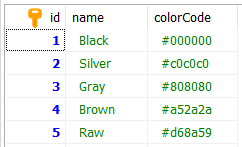 id name colorCode
1 Black #000000
2 Silver #c0c0c0
3 Gray #808080
4 Brown #a52a2a
5 Raw #d68a59